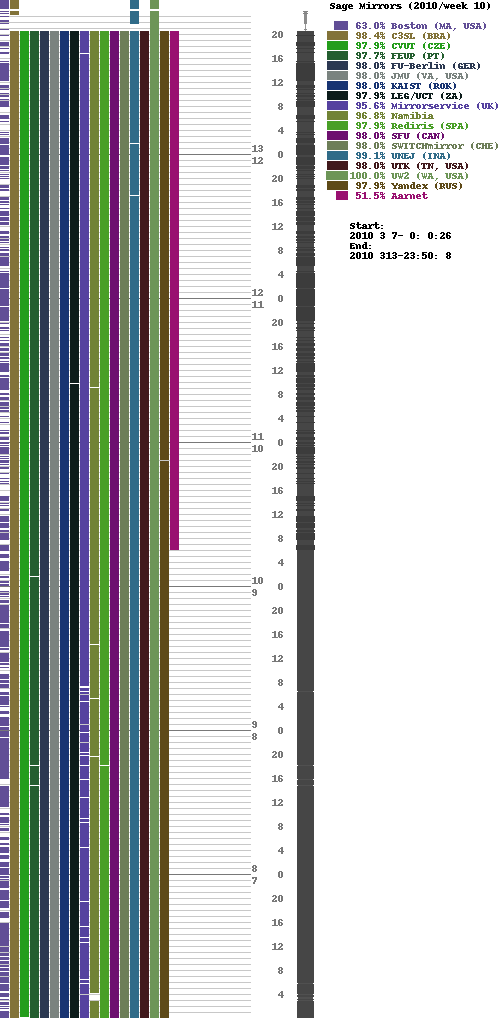 Sage Mirrors (2010/week 10)
63.0% Boston (MA, USA)
98.4% C3SL (BRA)
97.9% CVUT (CZE)
97.7% FEUP (PT)
98.0% FU-Berlin (GER)
98.0% JMU (VA, USA)
98.0% KAIST (ROK)
97.9% LEG/UCT (ZA)
95.6% Mirrorservice (UK)
96.8% Namibia
97.9% Rediris (SPA)
98.0% SFU (CAN)
98.0% SWITCHmirror (CHE)
99.1% UNEJ (INA)
98.0% UTK (TN, USA)
100.0% UW2 (WA, USA)
97.9% Yandex (RUS)
51.5% Aarnet
Start:
2010 3 7- 0: 0:26
End:
2010 313-23:50: 8
20
16
12
8
4
13
0
12
20
16
12
8
4
12
0
11
20
16
12
8
4
11
0
10
20
16
12
8
4
10
0
9
20
16
12
8
4
9
0
8
20
16
12
8
4
8
0
7
20
16
12
8
4